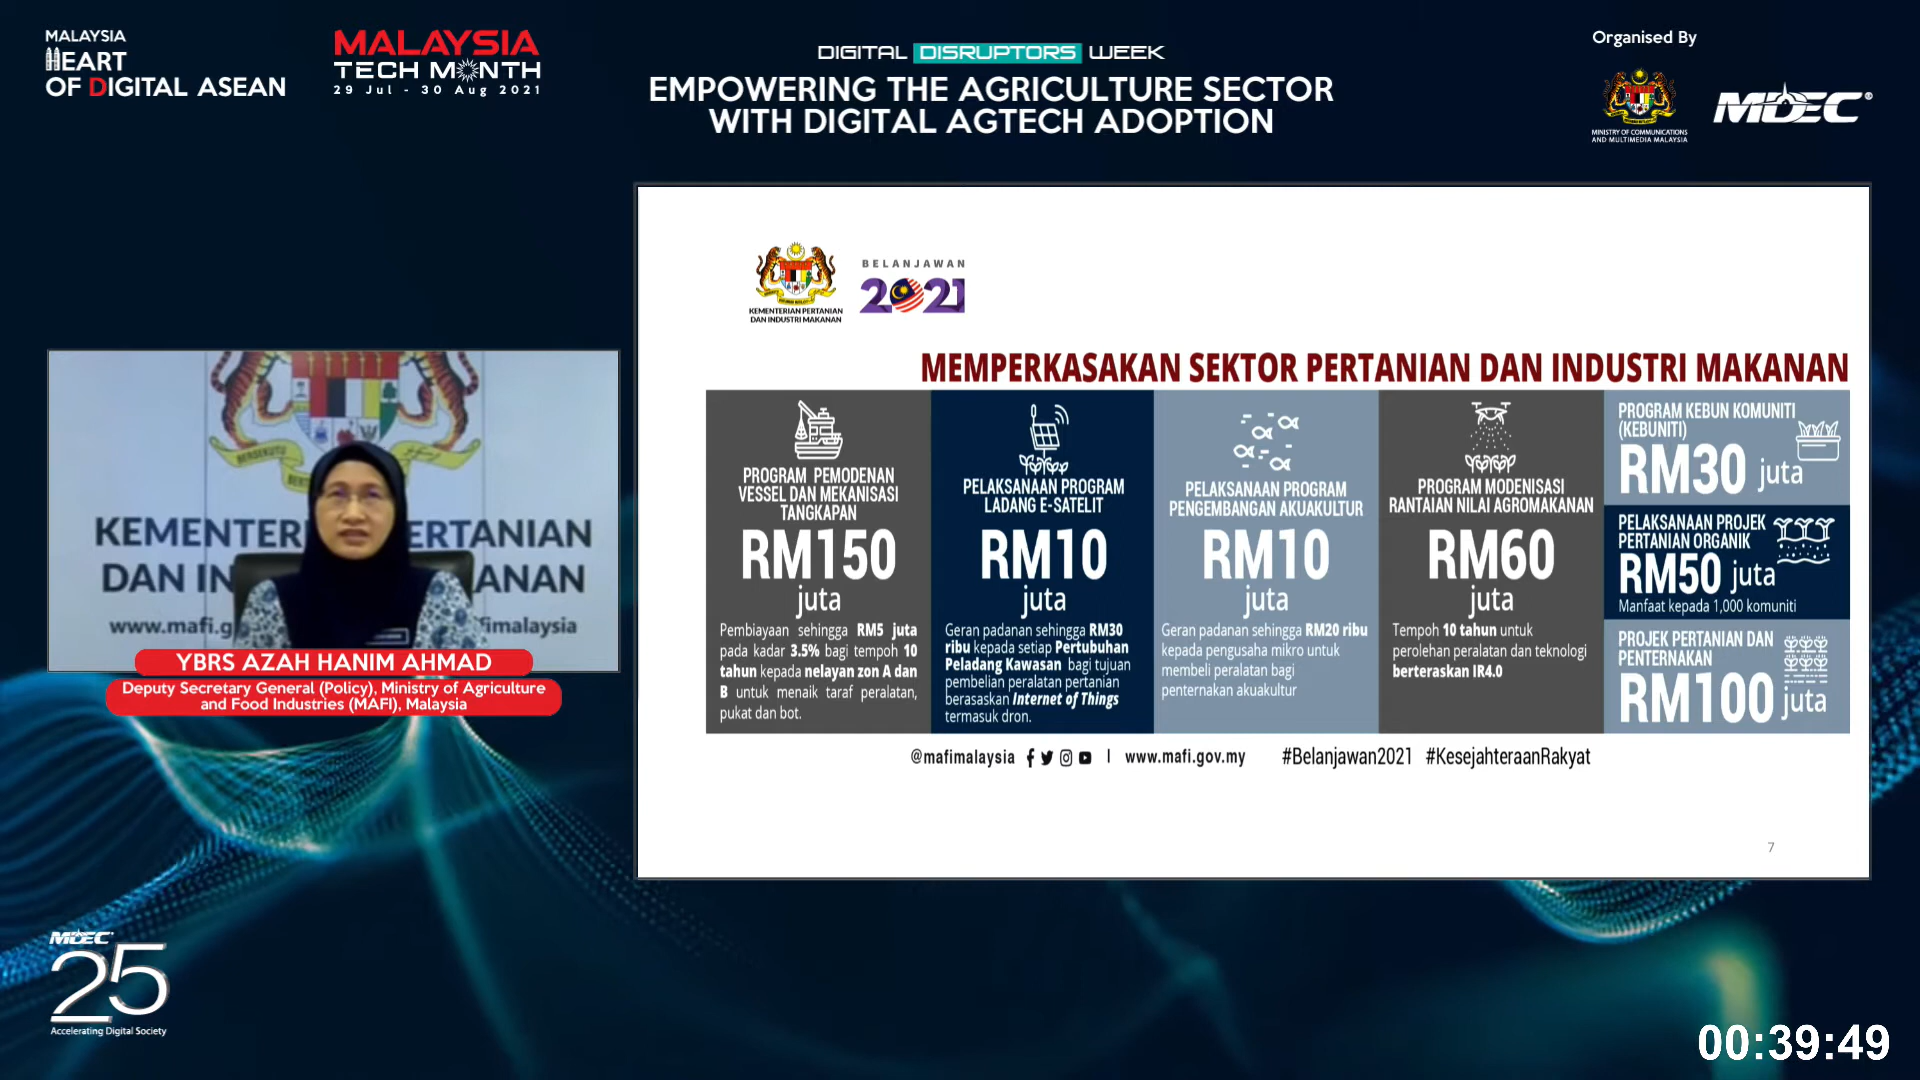 MALAYSIA
HEART
OF DIGITAL ASEAN
MALAYSIA
TECH MONTH
29 Jul - 30 Aug 2021
DIGITAL DISRUPTORS WEEK
EMPOWERING THE AGRICULTURE SECTOR
WITH DIGITAL AGTECH ADOPTION
Organised By
MINISTRY OF COMMUNICATIONS
AND MULTIMEDIA MALAYSIA
MDEC®
BERSEKUTU
KEMENTER ERTANIAN
DAN IN ANAN
www.mafi.g fimalaysia
YBRS AZAH HANIM AHMAD
Deputy Secretary General (Policy), Ministry of Agriculture
and Food Industries (MAFI), Malaysia
KEMENTERIAN PERTANIAN
DAN INDUSTRI MAKANAN
BELANJAWAN
2021
MEMPERKASAKAN SEKTOR PERTANIAN DAN INDUSTRI MAKANAN
PROGRAM PEMODENAN
VESSEL DAN MEKANISASI
TANGKAPAN
RM150
juta
Pembiayaan sehingga RM5 juta
pada kadar 3.5% bagi tempoh 10
tahun kepada nelayan zon A dan
B untuk menaik taraf peralatan,
pukat dan bot.
PELAKSANAAN PROGRAM
LADANG E-SATELIT
RM10
juta
Geran padanan sehingga RM30
ribu kepada setiap Pertubuhan
Peladang Kawasan bagi tujuan
pembelian peralatan pertanian
berasaskan Internet of Things
termasuk dron.
PELAKSANAAN PROGRAM
PENGEMBANGAN AKUAKULTUR
RM10
juta
Geran padanan sehingga RM20 ribu
kepada pengusaha mikro untuk
membeli peralatan bagi
penternakan akuakultur
PROGRAM MODENISASI
RANTAIAN NILAI AGROMAKANAN
RM60
juta
Tempoh 10 tahun untuk
perolehan peralatan dan teknologi
berteraskan IR4.0
PROGRAM KEBUN KOMUNITI
(KEBUNITI)
RM30 juta
PELAKSANAAN PROJEK
PERTANIAN ORGANIK
RM50 juta
Manfaat kepada 1,000 komuniti
PROJEK PERTANIAN DAN
PENTERNAKAN
RM100 juta
@mafimalaysia | www.mafi.gov.my #Belanjawan2021 #KesejahteraanRakyat
7
MDEC
25
Accelerating Digital Society
00:39:49